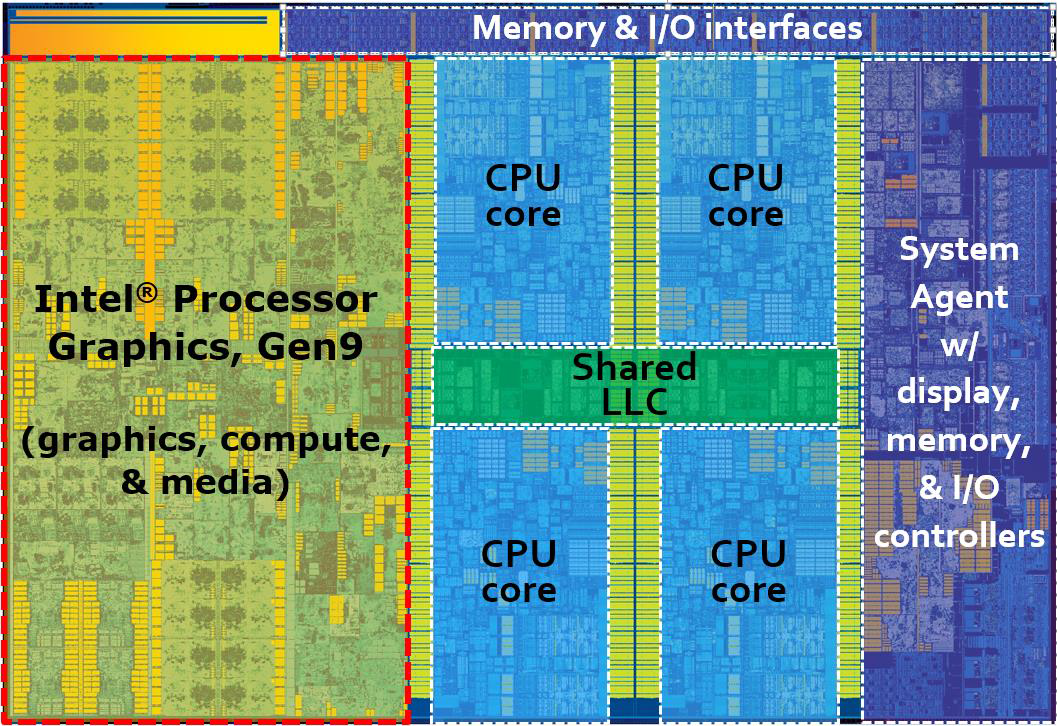 Memory & I/O interfaces
Intel® Processor
Graphics, Gen9
(graphics, compute,
& media)
CPU
core
CPU
core
Shared
LLC
CPU
core
CPU
core
System
Agent
w/
display,
memory,
& I/O
controllers